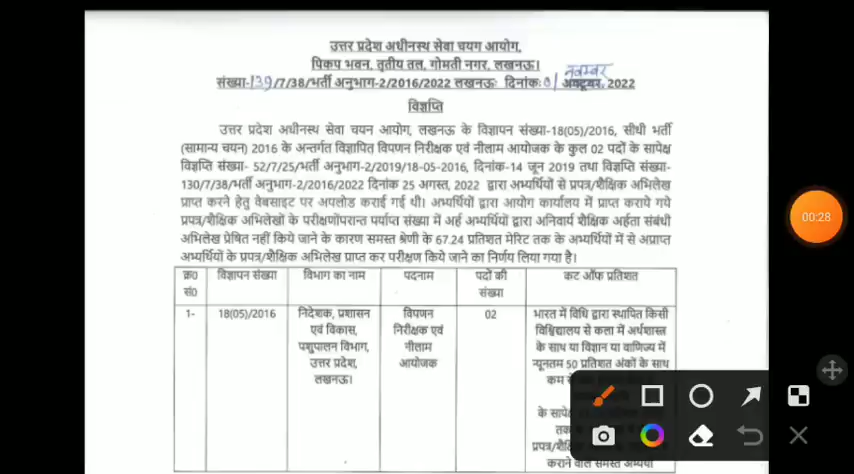 उत्तर प्रदेश अधीनस्थ सेवा चयन आयोग,
पिकप भवन, तृतीय तल, गोमती नगर, लखनऊ।
संख्या-139/7/38/भर्ती अनुभाग-2/2016/2022 लखनऊः दिनांकः 01 नवम्बर अक्टूबर, 2022
विज्ञप्ति
उत्तर प्रदेश अधीनस्थ सेवा चयन आयोग, लखनऊ के विज्ञापन संख्या-18(05)/2016, सीधी भर्ती
(सामान्य चयन) 2016 के अन्तर्गत विज्ञापित विपणन निरीक्षक एवं नीलाम आयोजक के कुल 02 पदों के सापेक्ष
विज्ञप्ति संख्या- 52/7/25/भर्ती अनुभाग-2/2019/18-05-2016, दिनांक-14 जून 2019 तथा विज्ञप्ति संख्या-
130/7/38/भर्ती अनुभाग-2/2016/2022 दिनांक 25 अगस्त, 2022 द्वारा अभ्यर्थियों से प्रपत्र/शैक्षिक अभिलेख
प्राप्त करने हेतु वेबसाइट पर अपलोड कराई गई थी। अभ्यर्थियों द्वारा आयोग कार्यालय में प्राप्त कराये गये
प्रपत्र/शैक्षिक अभिलेखों के परीक्षणोंपरान्त पर्याप्त संख्या में अर्ह अभ्यर्थियों द्वारा अनिवार्य शैक्षिक अर्हता संबंधी
अभिलेख प्रेषित नहीं किये जाने के कारण समस्त श्रेणी के 67.24 प्रतिशत मेरिट तक के अभ्यर्थियों में से अप्राप्त
अभ्यर्थियों के प्रपत्र/शैक्षिक अभिलेख प्राप्त कर परीक्षण किये जाने का निर्णय लिया गया है।
क्र0 सं0
विज्ञापन संख्या
विभाग का नाम
पदनाम
पदों की संख्या
कट ऑफ प्रतिशत
1-
18(05)/2016
निदेशक, प्रशासन
एवं विकास,
पशुपालन विभाग,
उत्तर प्रदेश,
लखनऊ।
विपणन
निरीक्षक एवं
नीलाम
आयोजक
02
भारत में विधि द्वारा स्थापित किसी
विश्विद्यालय से कला में अर्थशास्त्र
के साथ या विज्ञान या वाणिज्य में
न्यूनतम 50 प्रतिशत अंकों के साथ
कम
के सापेक्ष
प्रपत्र/
कराने वाले समस्त
00:28